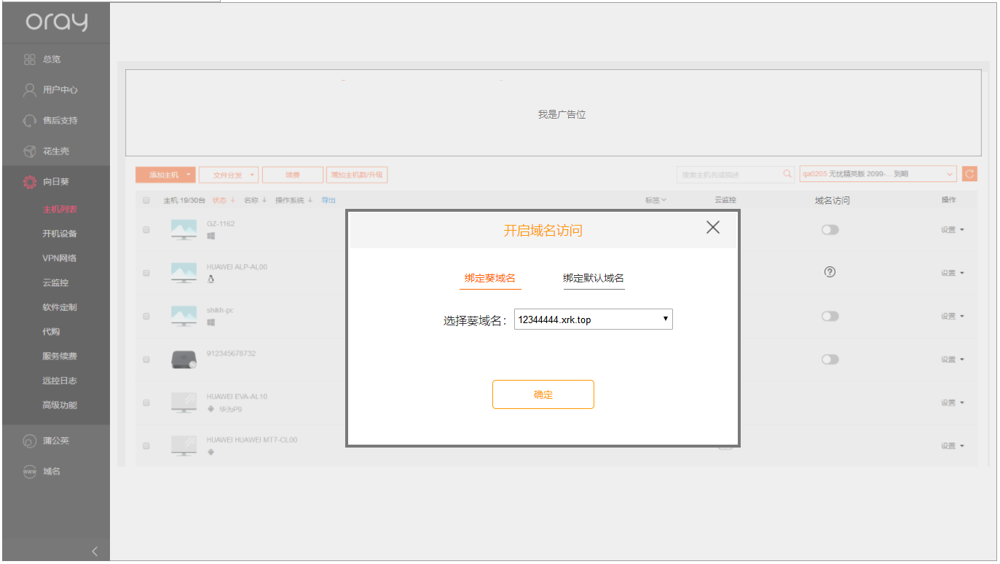 oray
总览
用户中心
售后支持
花生壳
向日葵
主机列表
开机设备
VPN网络
云监控
软件定制
代购
服务续费
远控日志
高级功能
蒲公英
www 域名
我是广告位
添加主机 文件分发 续费 增加主机数/升级 搜索主机名或描述 qa0205 无忧精英版 2099-... 到期
主机:19/30台 状态 名称 操作系统 导出 标签 云监控 域名访问 操作
GZ-1162 设置
HUAWEI ALP-AL00 ? 设置
shikh-pc 设置
912345678732 设置
HUAWEI EVA-AL10 设置
华为P9
HUAWEI HUAWEI MT7-CL00 设置
开启域名访问
绑定葵域名 绑定默认域名
选择葵域名： 12344444.xrk.top
确定